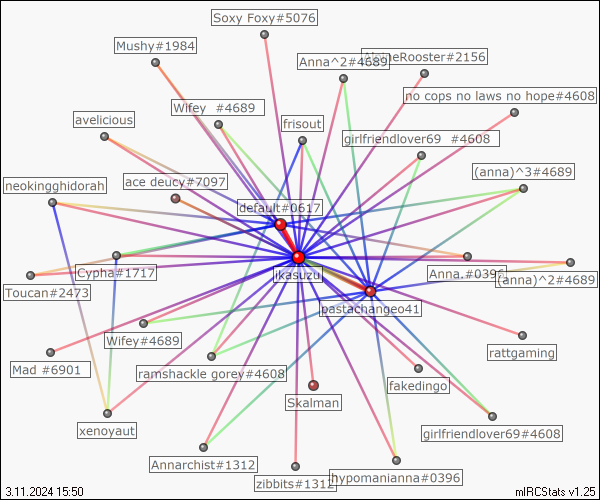 Soxy Foxy#5076
Mushy#1984
Anna^2#4689
AlpineRooster#2156
no cops no laws no hope#4608
Wifey  #4689
avelicious
frisout
girlfriendlover69  #4608
(anna)^3#4689
ace deucy#7097
neokingghidorah
default#0617
ikasuzu
Cypha#1717
Anna.#0396
(anna)^2#4689
Toucan#2473
pastachangeo41
Wifey#4689
rattgaming
Mad #6901
ramshackle gorey#4608
fakedingo
Skalman
xenoyaut
girlfriendlover69#4608
Annarchist#1312
hypomanianna#0396
zibbits#1312
3.11.2024 15:50
mIRCStats v1.25